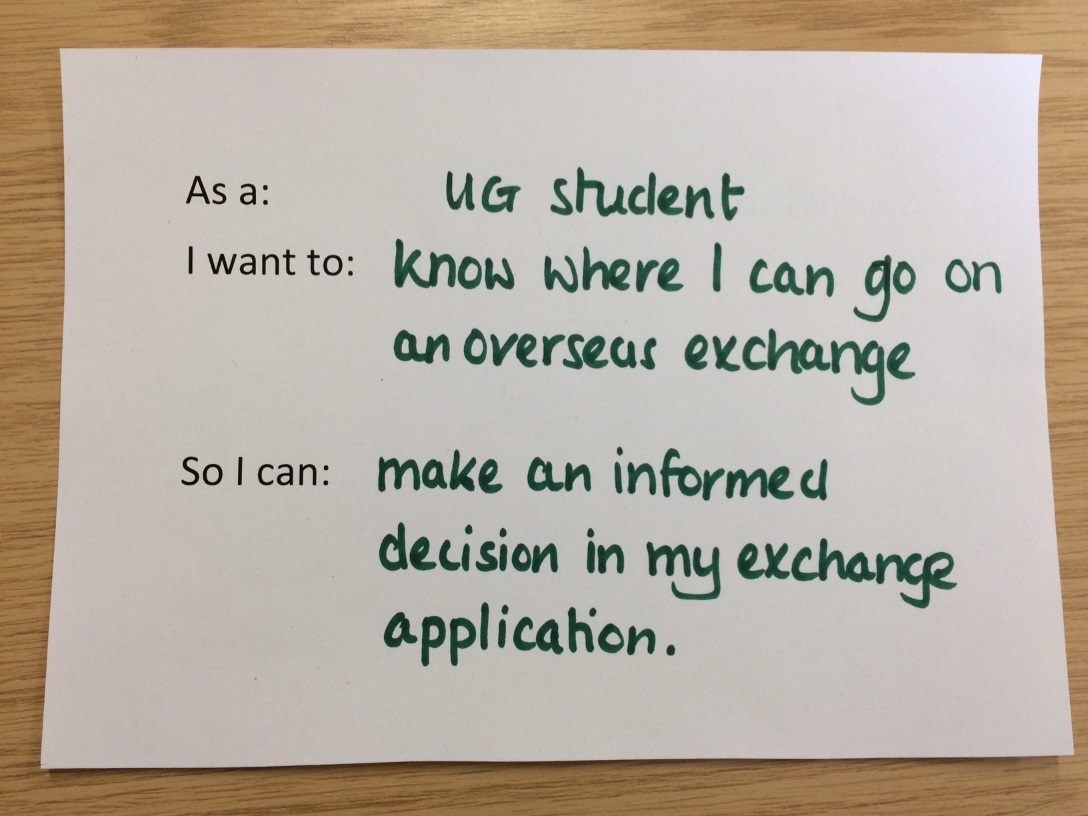 As a: UG student
I want to: know where I can go on
an overseas exchange
So I can: make an informed
decision in my exchange
application.